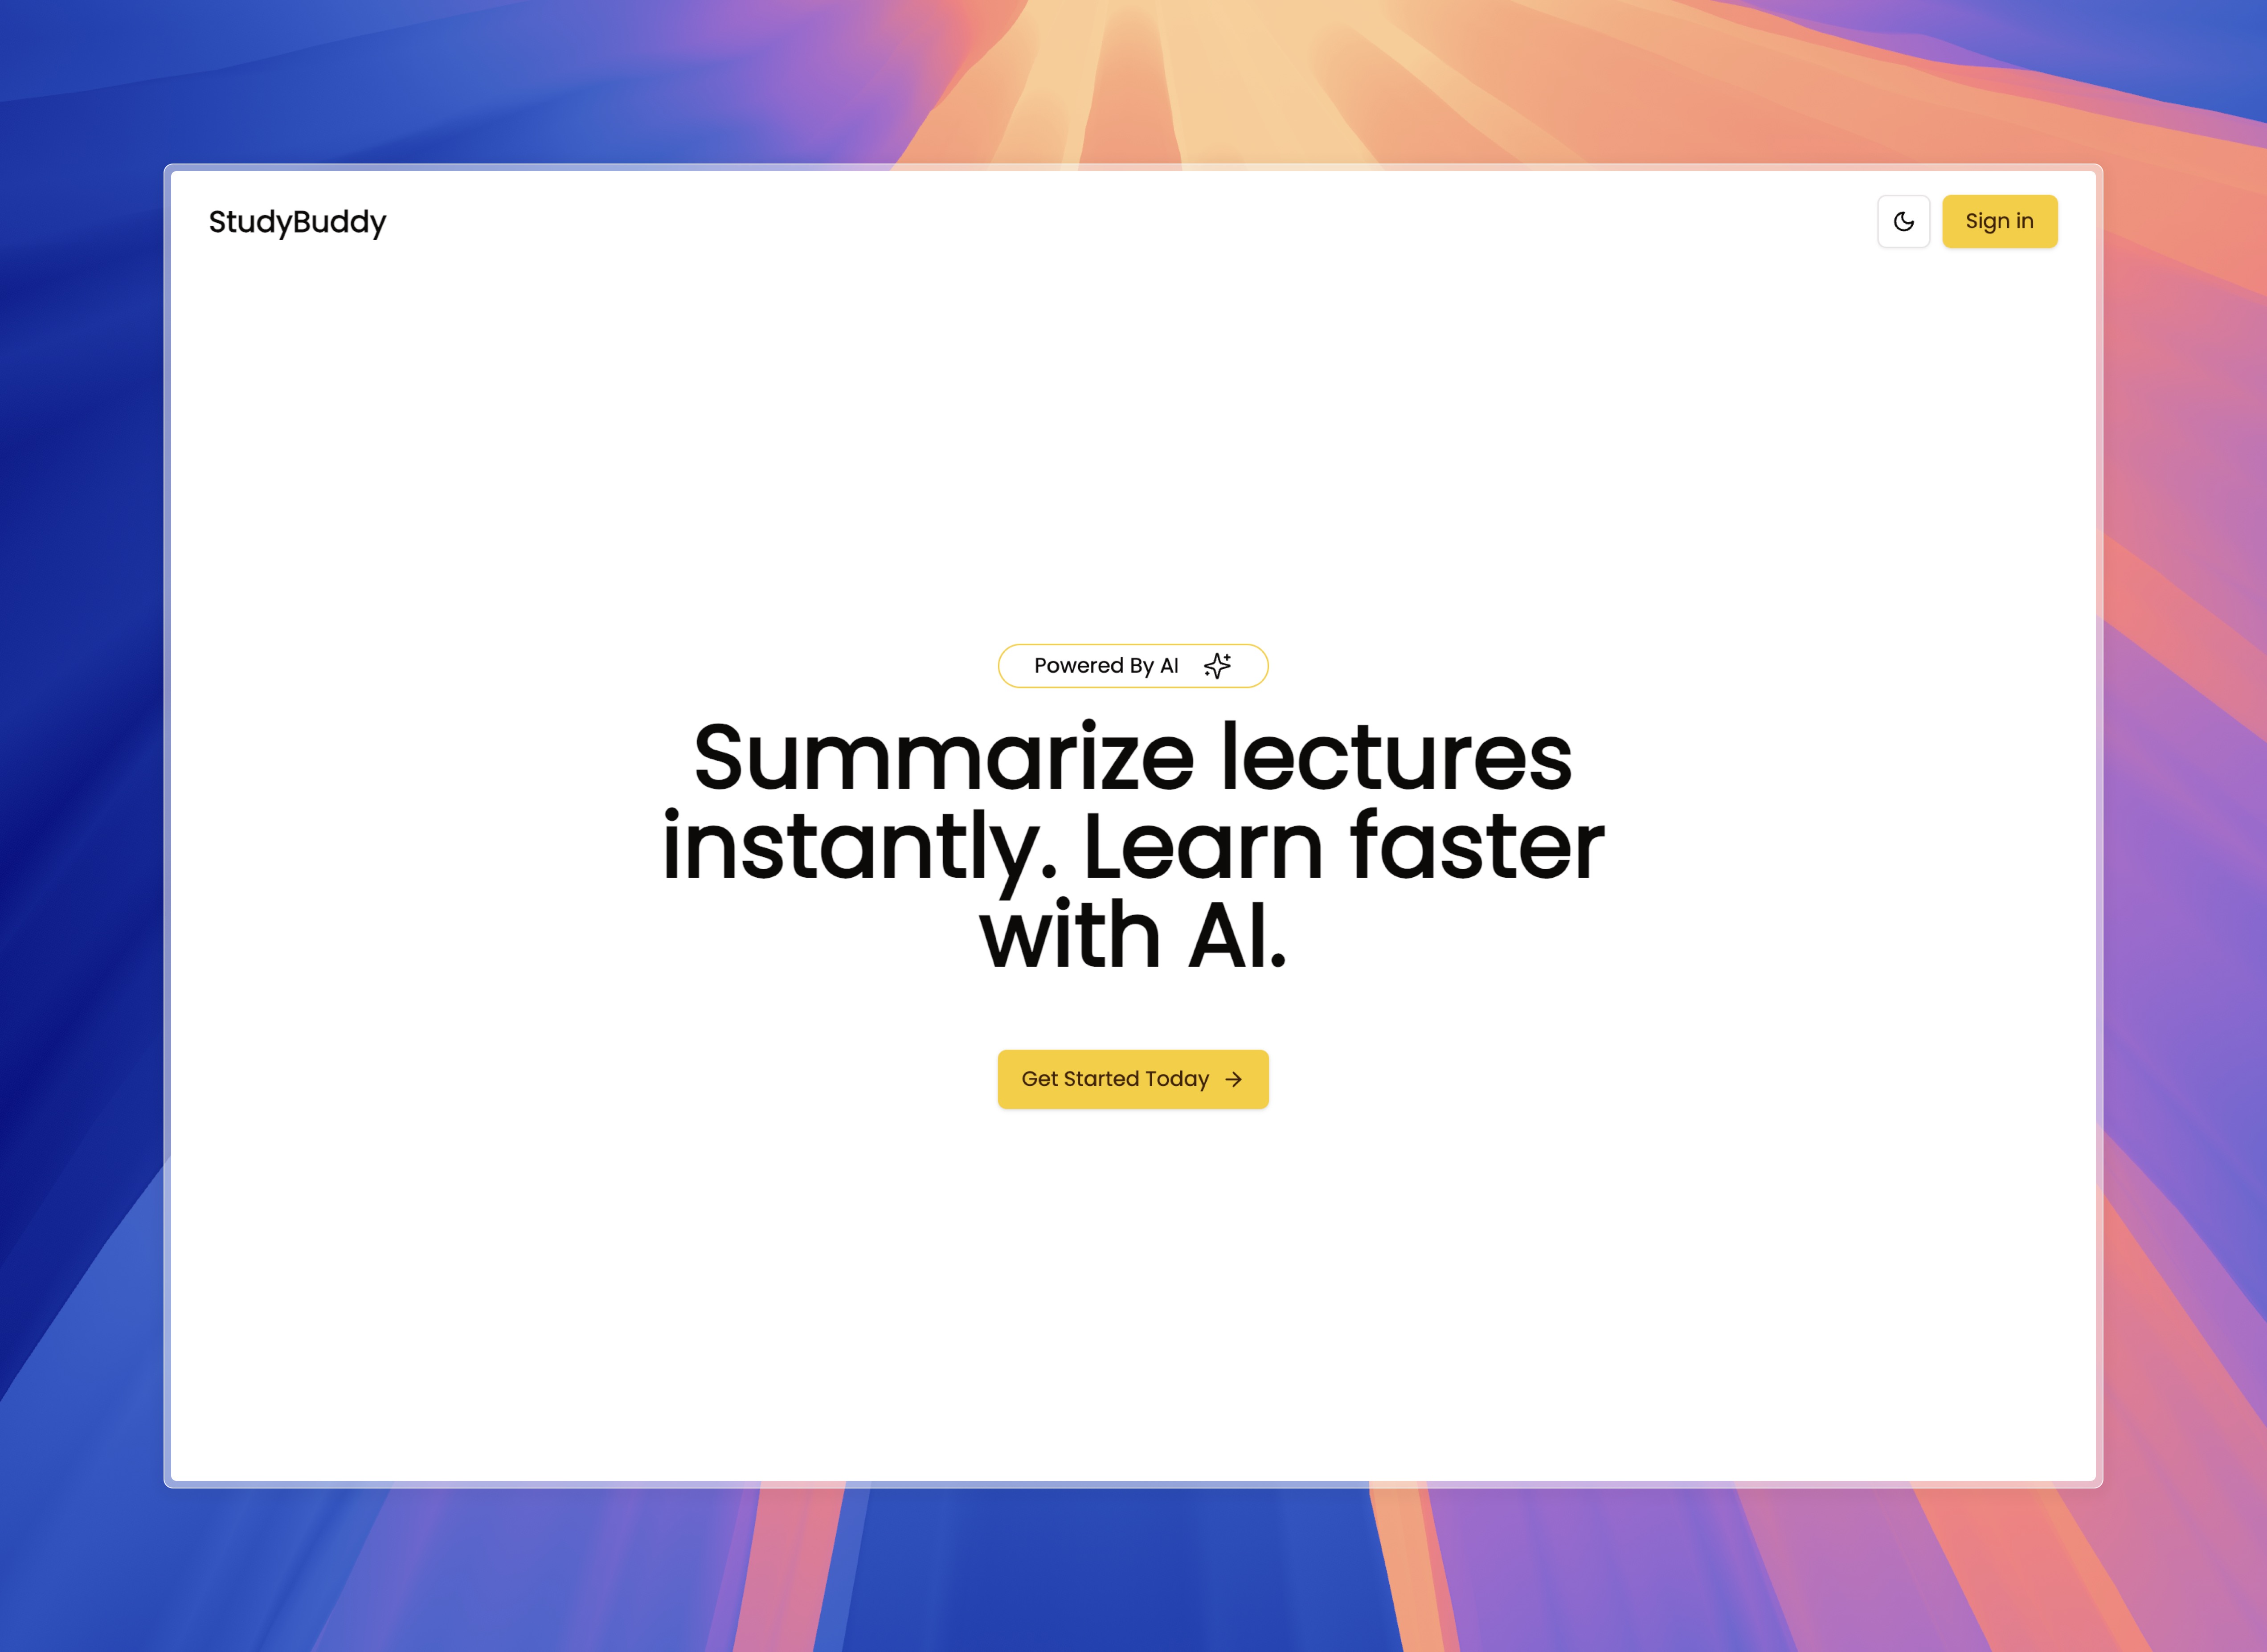 StudyBuddy
Sign in
Powered By AI
Summarize lectures
instantly. Learn faster
with AI.
Get Started Today